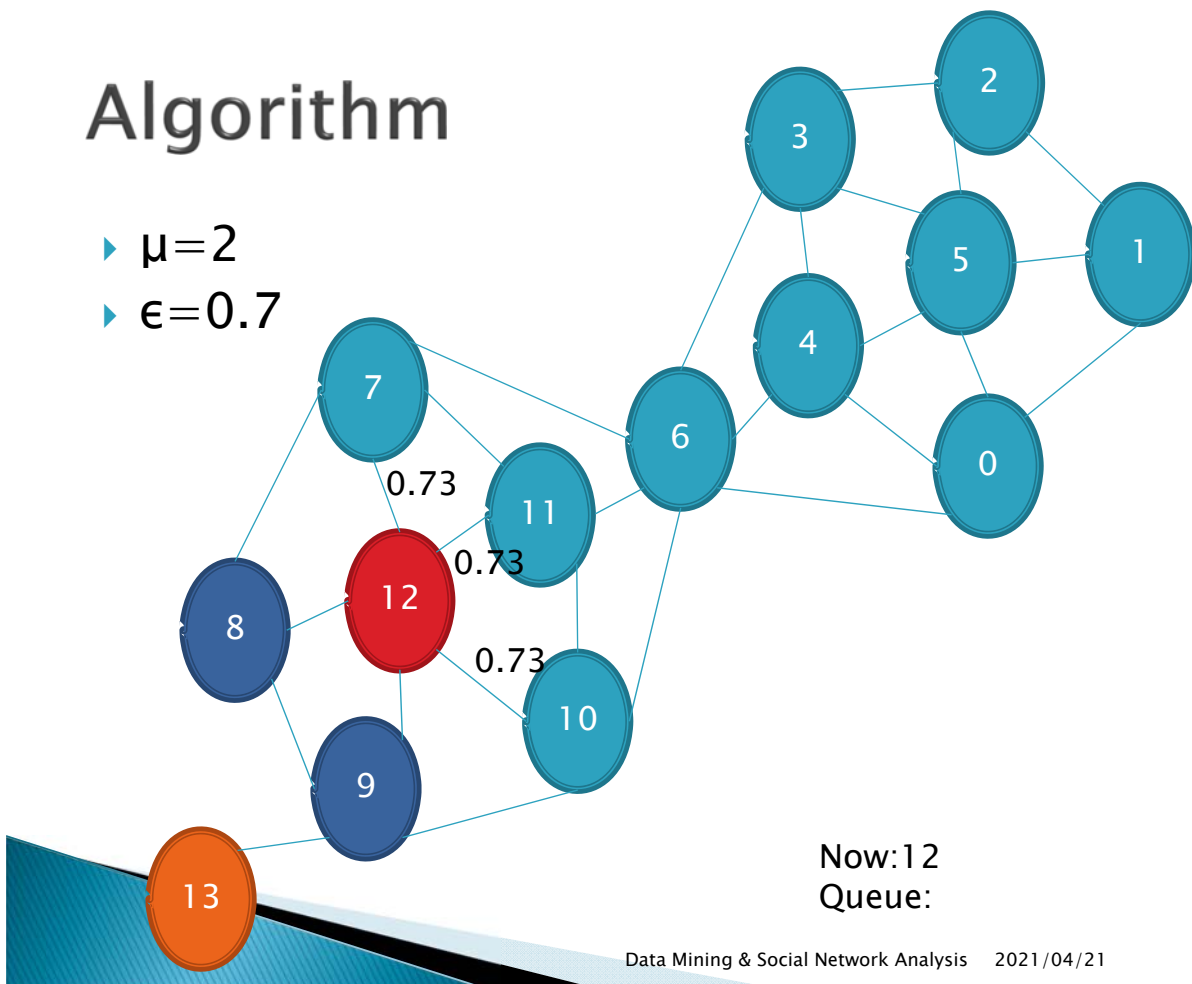 Algorithm
μ=2
ϵ=0.7
2
3
5
1
4
7
6
0
0.73
11
0.73
12
8
0.73
10
9
13
Now:12
Queue:
Data Mining & Social Network Analysis 2021/04/21